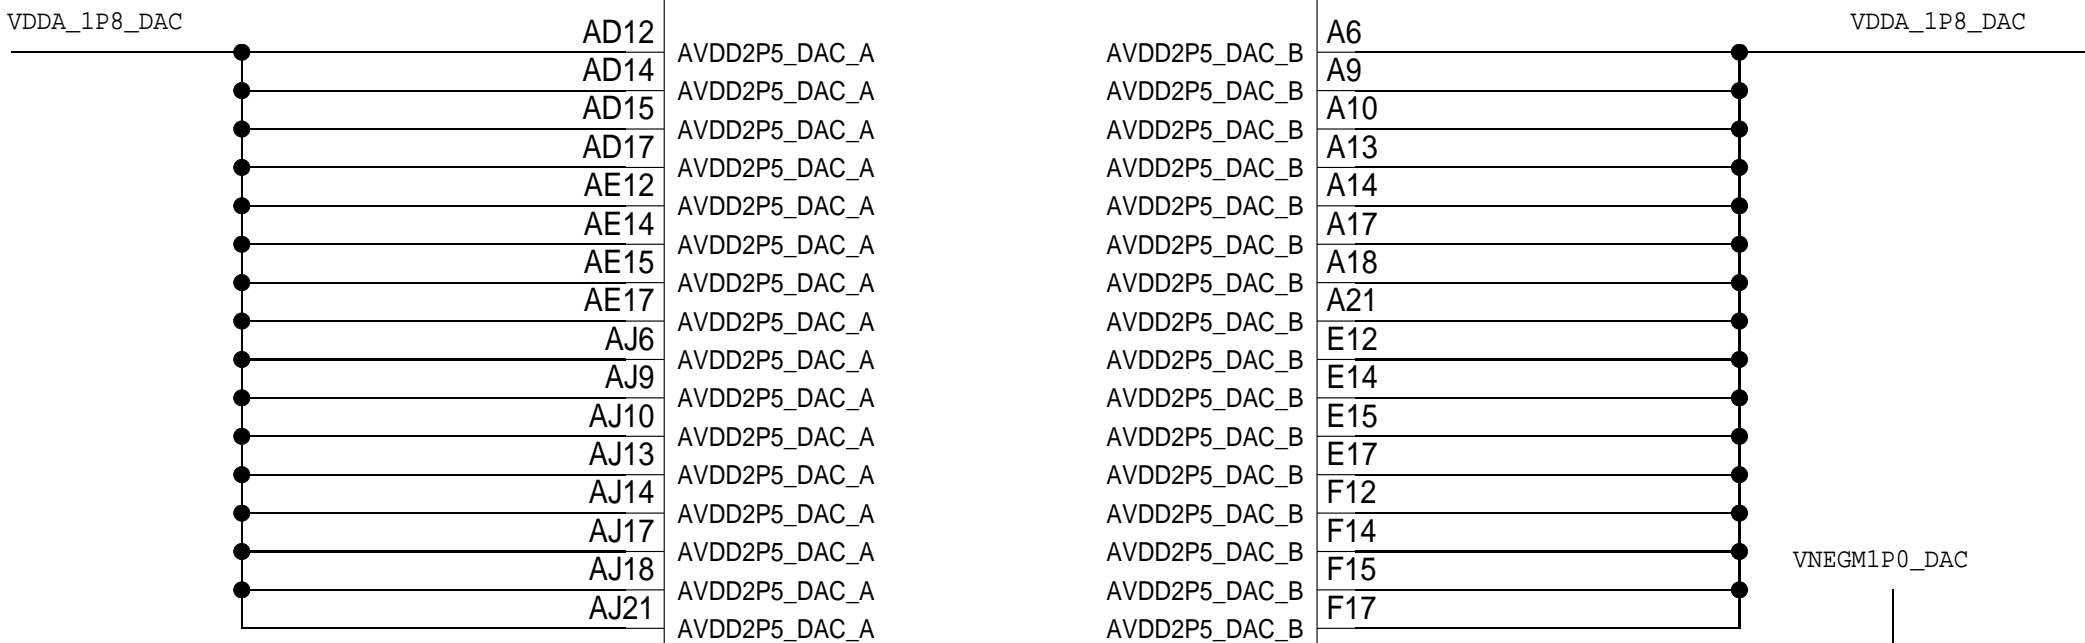 VDDA_1P8_DAC VDDA_1P8_DAC
AD12 AVDD2P5_DAC_A AVDD2P5_DAC_B A6
AD14 AVDD2P5_DAC_A AVDD2P5_DAC_B A9
AD15 AVDD2P5_DAC_A AVDD2P5_DAC_B A10
AD17 AVDD2P5_DAC_A AVDD2P5_DAC_B A13
AE12 AVDD2P5_DAC_A AVDD2P5_DAC_B A14
AE14 AVDD2P5_DAC_A AVDD2P5_DAC_B A17
AE15 AVDD2P5_DAC_A AVDD2P5_DAC_B A18
AE17 AVDD2P5_DAC_A AVDD2P5_DAC_B A21
AJ6 AVDD2P5_DAC_A AVDD2P5_DAC_B E12
AJ9 AVDD2P5_DAC_A AVDD2P5_DAC_B E14
AJ10 AVDD2P5_DAC_A AVDD2P5_DAC_B E15
AJ13 AVDD2P5_DAC_A AVDD2P5_DAC_B E17
AJ14 AVDD2P5_DAC_A AVDD2P5_DAC_B F12
AJ17 AVDD2P5_DAC_A AVDD2P5_DAC_B F14
VNEGM1P0_DAC
AJ18 AVDD2P5_DAC_A AVDD2P5_DAC_B F15
AJ21 AVDD2P5_DAC_A AVDD2P5_DAC_B F17